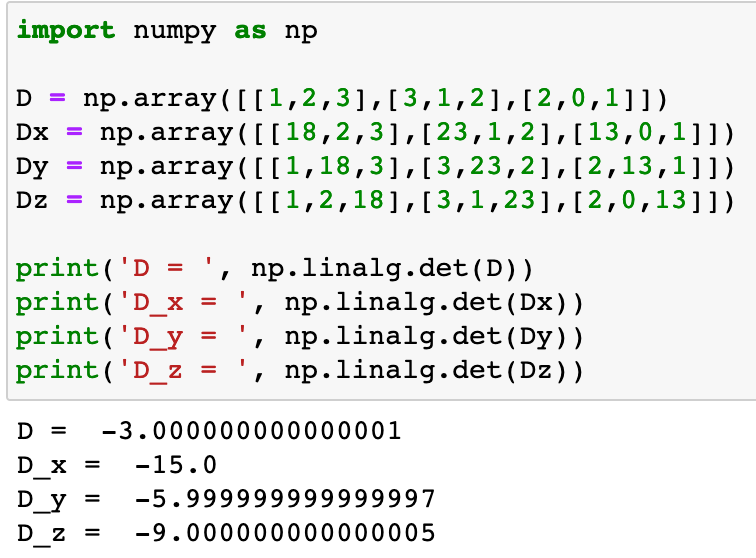 import numpy as np
D = np.array([[1,2,3],[3,1,2],[2,0,1]])
Dx = np.array([[18,2,3],[23,1,2],[13,0,1]])
Dy = np.array([[1,18,3],[3,23,2],[2,13,1]])
Dz = np.array([[1,2,18],[3,1,23],[2,0,13]])
print('D = ', np.linalg.det(D))
print('D_x = ', np.linalg.det(Dx))
print('D_y = ', np.linalg.det(Dy))
print('D_z = ', np.linalg.det(Dz))
D =  -3.000000000000001
D_x =  -15.0
D_y =  -5.999999999999997
D_z =  -9.000000000000005